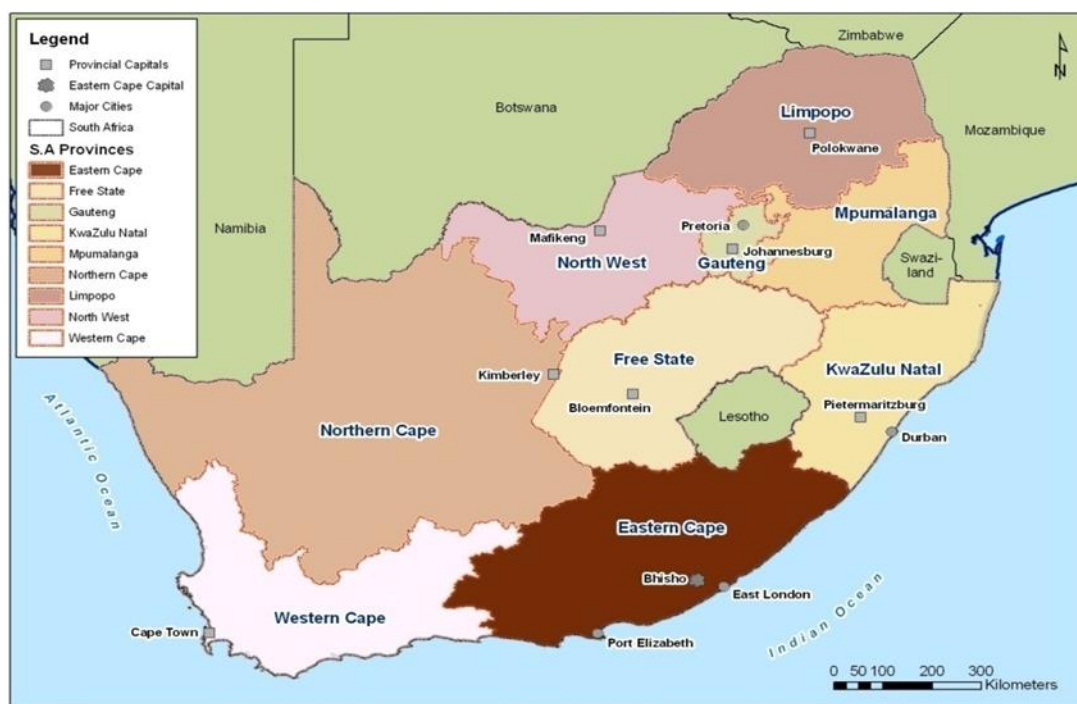 Legend
Provincial Capitals
Eastern Cape Capital
Major Cities
South Africa
S.A Provinces
Eastern Cape
Free State
Gauteng
KwaZulu Natal
Mpumalanga
Northern Cape
Limpopo
North West
Western Cape
Zimbabwe
N
Botswana
Limpopo
Mozambique
Polokwane
Namibia
Mpumalanga
Pretoria
Mafikeng
Johannesburg
North West
Gauteng
Swazi-
land
Free State
KwaZulu Natal
Kimberley
Bloemfontein
Lesotho
Pietermaritzburg
Northern Cape
Durban
Atlantic Ocean
Eastern Cape
Bhisho
East London
Western Cape
Cape Town
Port Elizabeth
Indian Ocean
0 50 100 200 300
Kilometers